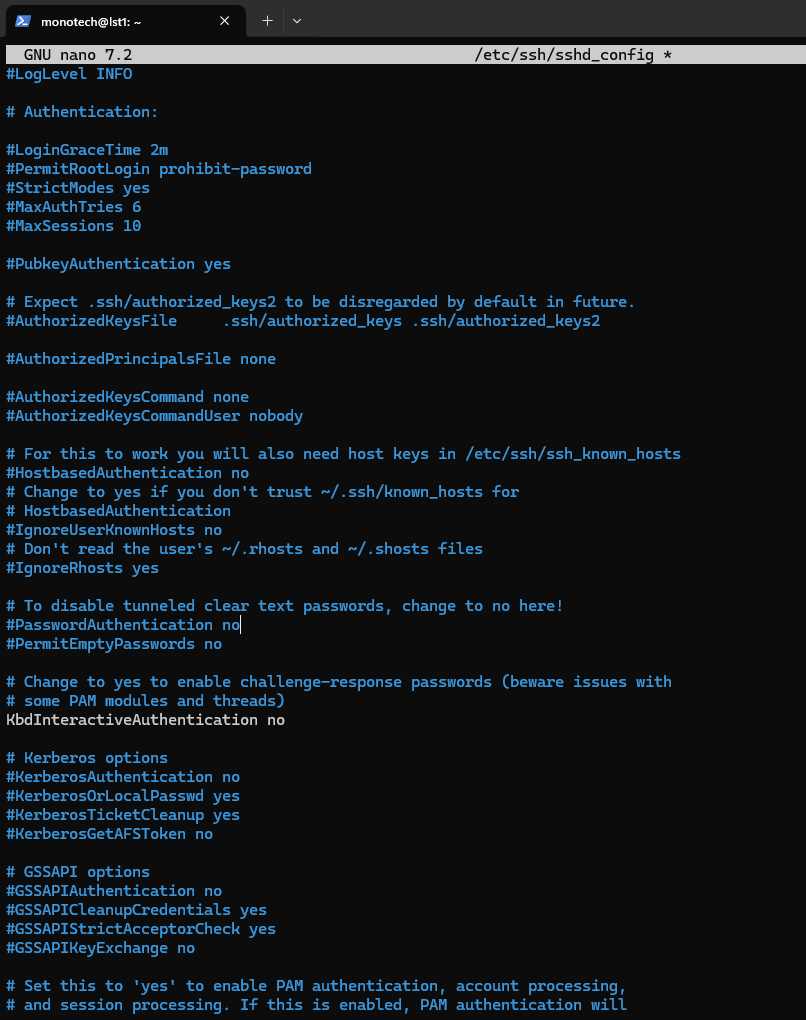 monotech@lst1: ~
GNU nano 7.2 /etc/ssh/sshd_config *
#LogLevel INFO
# Authentication:
#LoginGraceTime 2m
#PermitRootLogin prohibit-password
#StrictModes yes
#MaxAuthTries 6
#MaxSessions 10
#PubkeyAuthentication yes
# Expect .ssh/authorized_keys2 to be disregarded by default in future.
#AuthorizedKeysFile     .ssh/authorized_keys .ssh/authorized_keys2
#AuthorizedPrincipalsFile none
#AuthorizedKeysCommand none
#AuthorizedKeysCommandUser nobody
# For this to work you will also need host keys in /etc/ssh/ssh_known_hosts
#HostbasedAuthentication no
# Change to yes if you don't trust ~/.ssh/known_hosts for
# HostbasedAuthentication
#IgnoreUserKnownHosts no
# Don't read the user's ~/.rhosts and ~/.shosts files
#IgnoreRhosts yes
# To disable tunneled clear text passwords, change to no here!
#PasswordAuthentication no
#PermitEmptyPasswords no
# Change to yes to enable challenge-response passwords (beware issues with
# some PAM modules and threads)
KbdInteractiveAuthentication no
# Kerberos options
#KerberosAuthentication no
#KerberosOrLocalPasswd yes
#KerberosTicketCleanup yes
#KerberosGetAFSToken no
# GSSAPI options
#GSSAPIAuthentication no
#GSSAPICleanupCredentials yes
#GSSAPIStrictAcceptorCheck yes
#GSSAPIKeyExchange no
# Set this to 'yes' to enable PAM authentication, account processing,
# and session processing. If this is enabled, PAM authentication will